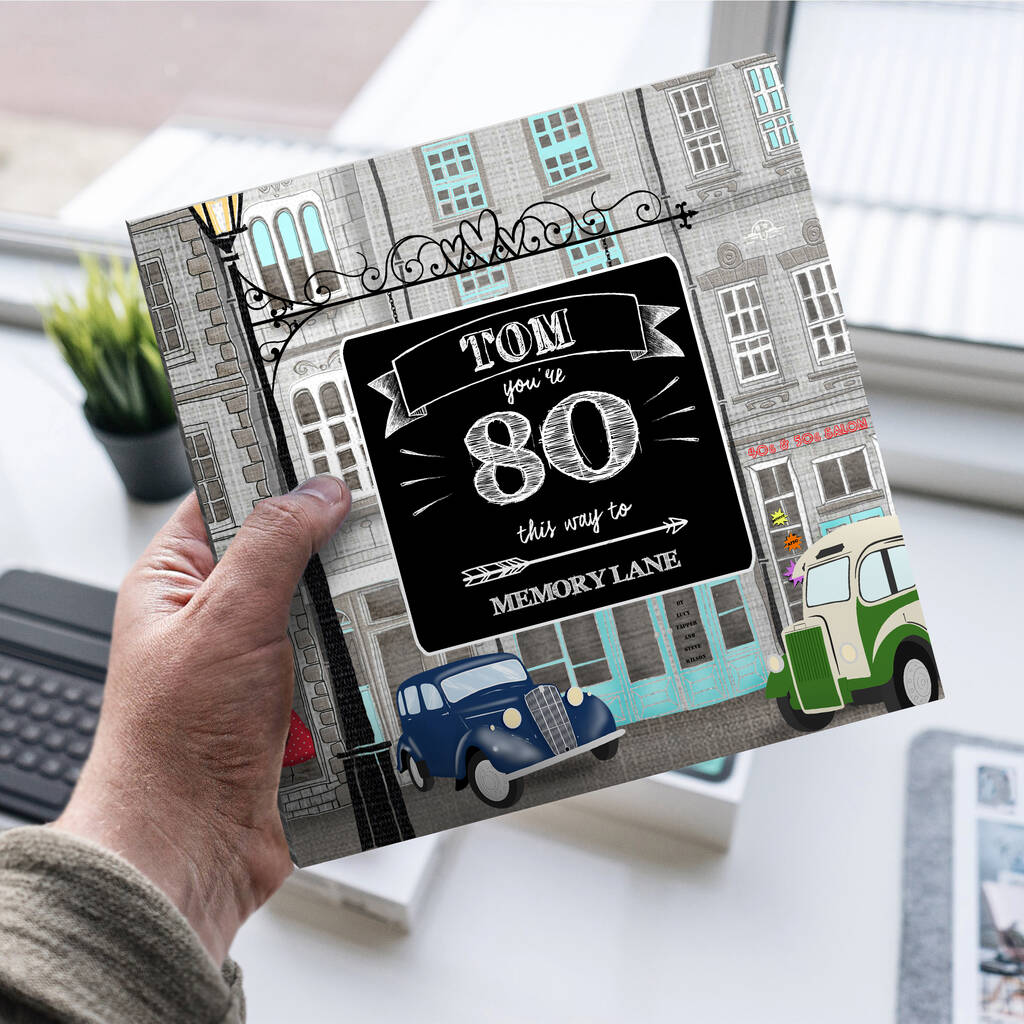 TOM
you're
80
this way to
MEMORY LANE
40s & 50s SALON
BY
LUCY
TAPPER
AND
STEVE
WILSON